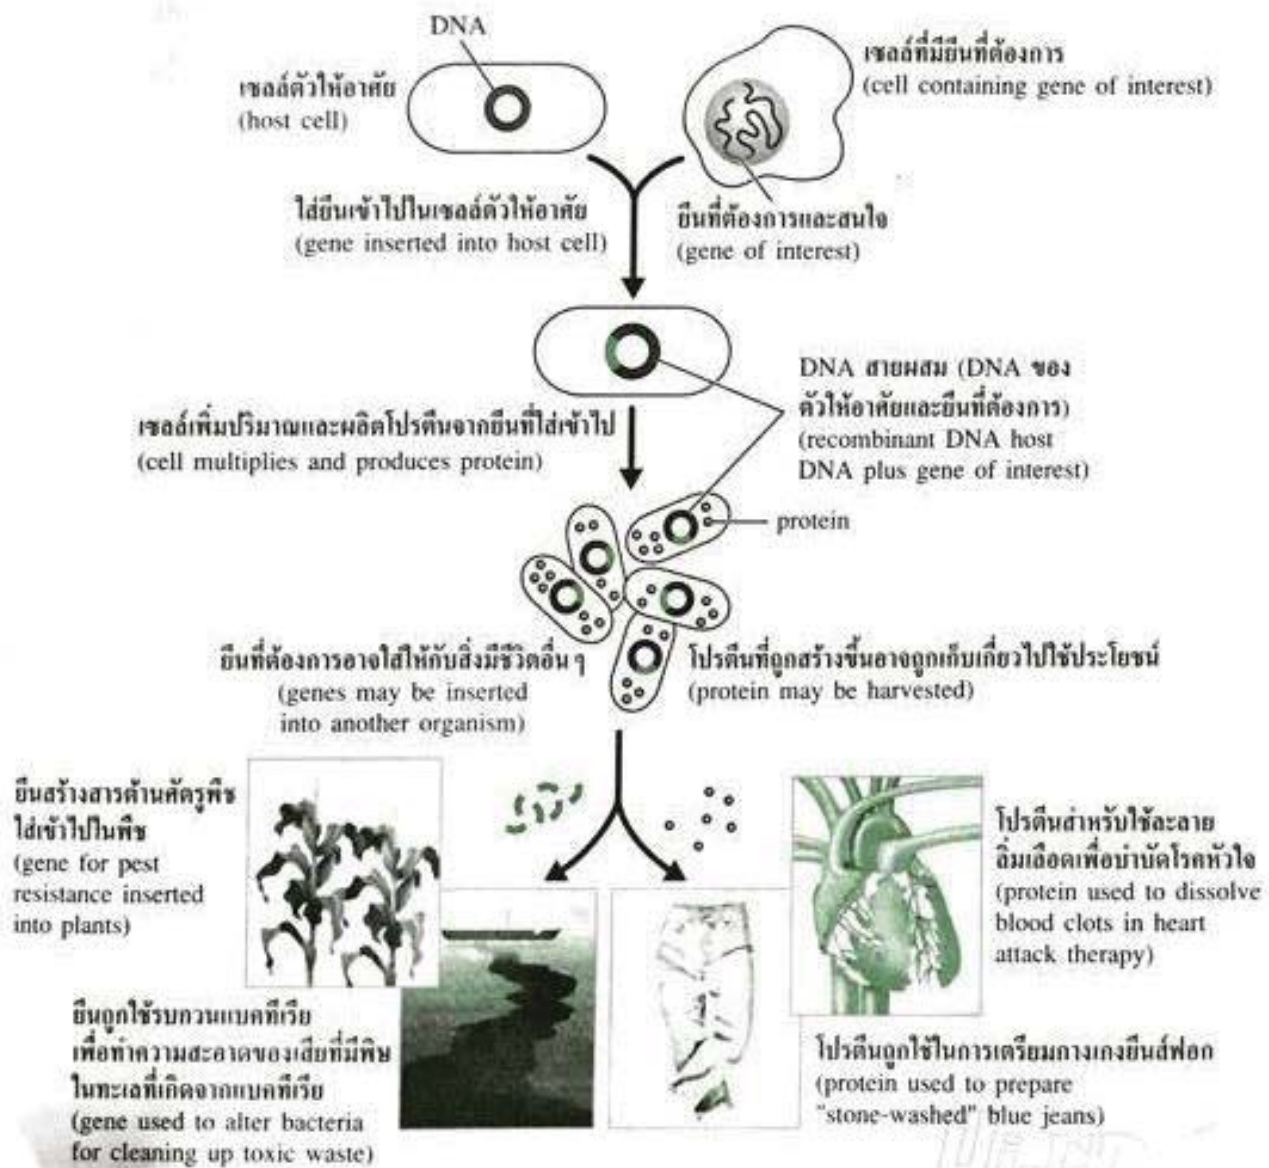 DNA
เซลล์ตัวให้อาศัย
(host cell)
เซลล์ที่มียีนที่ต้องการ
(cell containing gene of interest)
ใส่ยีนเข้าไปในเซลล์ตัวให้อาศัย
(gene inserted into host cell)
ยีนที่ต้องการและสนใจ
(gene of interest)
DNA สายผสม (DNA ของ
ตัวให้อาศัยและยีนที่ต้องการ)
(recombinant DNA host
DNA plus gene of interest)
เซลล์เพิ่มปริมาณและผลิตโปรตีนจากยีนที่ใส่เข้าไป
(cell multiplies and produces protein)
protein
ยีนที่ต้องการอาจใส่ให้กับสิ่งมีชีวิตอื่น ๆ
(genes may be inserted
into another organism)
โปรตีนที่ถูกสร้างขึ้นอาจถูกเก็บเกี่ยวไปใช้ประโยชน์
(protein may be harvested)
ยีนสร้างสารต้านศัตรูพืช
ใส่เข้าไปในพืช
(gene for pest
resistance inserted
into plants)
โปรตีนสำหรับใช้ละลาย
ลิ่มเลือดเพื่อบำบัดโรคหัวใจ
(protein used to dissolve
blood clots in heart
attack therapy)
ยีนถูกใช้รบกวนแบคทีเรีย
เพื่อทำความสะอาดของเสียที่มีพิษ
ในทะเลที่เกิดจากแบคทีเรีย
(gene used to alter bacteria
for cleaning up toxic waste)
โปรตีนถูกใช้ในการเตรียมกางเกงยีนส์ฟอก
(protein used to prepare
"stone-washed" blue jeans)